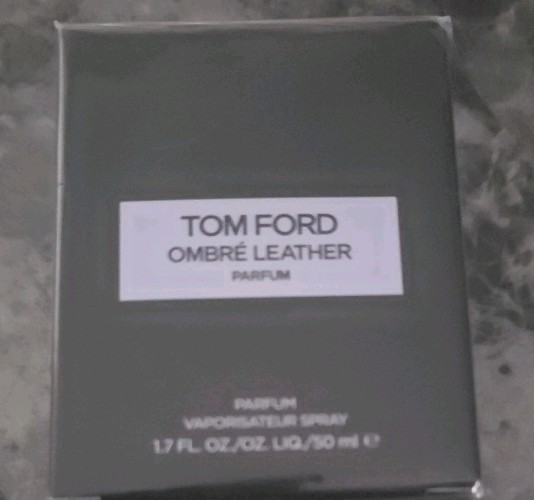 TOM FORD
OMBRÉ LEATHER
PARFUM
PARFUM
VAPORISATEUR SPRAY
1.7 FL. OZ./OZ. LIQ./50 ml ℮